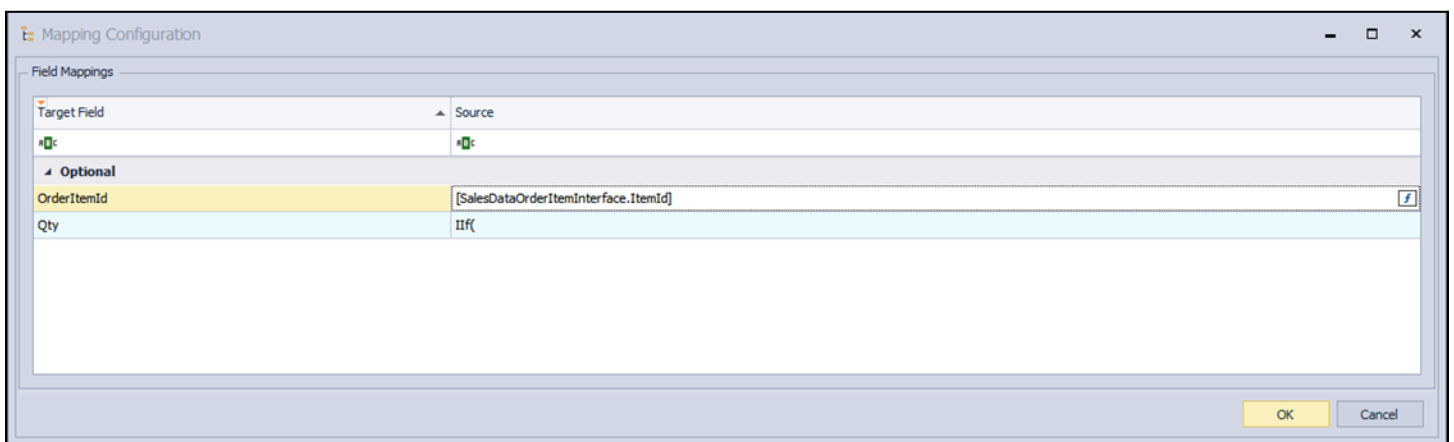 Mapping Configuration
Field Mappings
Target Field Source
Optional
OrderItemId [SalesDataOrderItemInterface.ItemId] f
Qty IIf(
OK Cancel